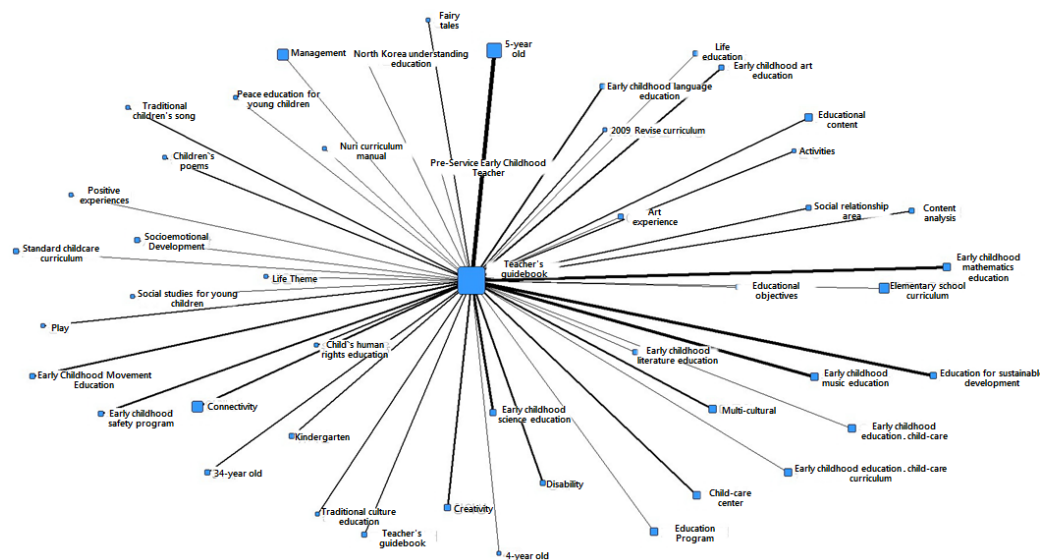 Fairy
tales
Management
North Korea understanding
education
5-year
old
Life
education
Early childhood art
education
Peace education for
young children
Early childhood language
education
Traditional
children's song
2009 Revise curriculum
Educational
content
Children's
poems
Nuri curriculum
manual
Pre-Service Early Childhood
Teacher
Activities
Positive
experiences
Art
experience
Social relationship
area
Content
analysis
Standard childcare
curriculum
Socioemotional
Development
Teacher's
guidebook
Early childhood
mathematics
education
Life Theme
Social studies for young
children
Educational
objectives
Elementary school
curriculum
Play
Child's human
rights education
Early childhood
literature education
Early Childhood Movement
Education
Early childhood
music education
Education for sustainable
development
Early childhood
safety program
Connectivity
Early childhood
science education
Multi-cultural
Kindergarten
Early childhood
education . child-care
34-year old
Disability
Early childhood education . child-care
curriculum
Traditional culture
education
Creativity
Child-care
center
Teacher's
guidebook
4-year old
Education
Program